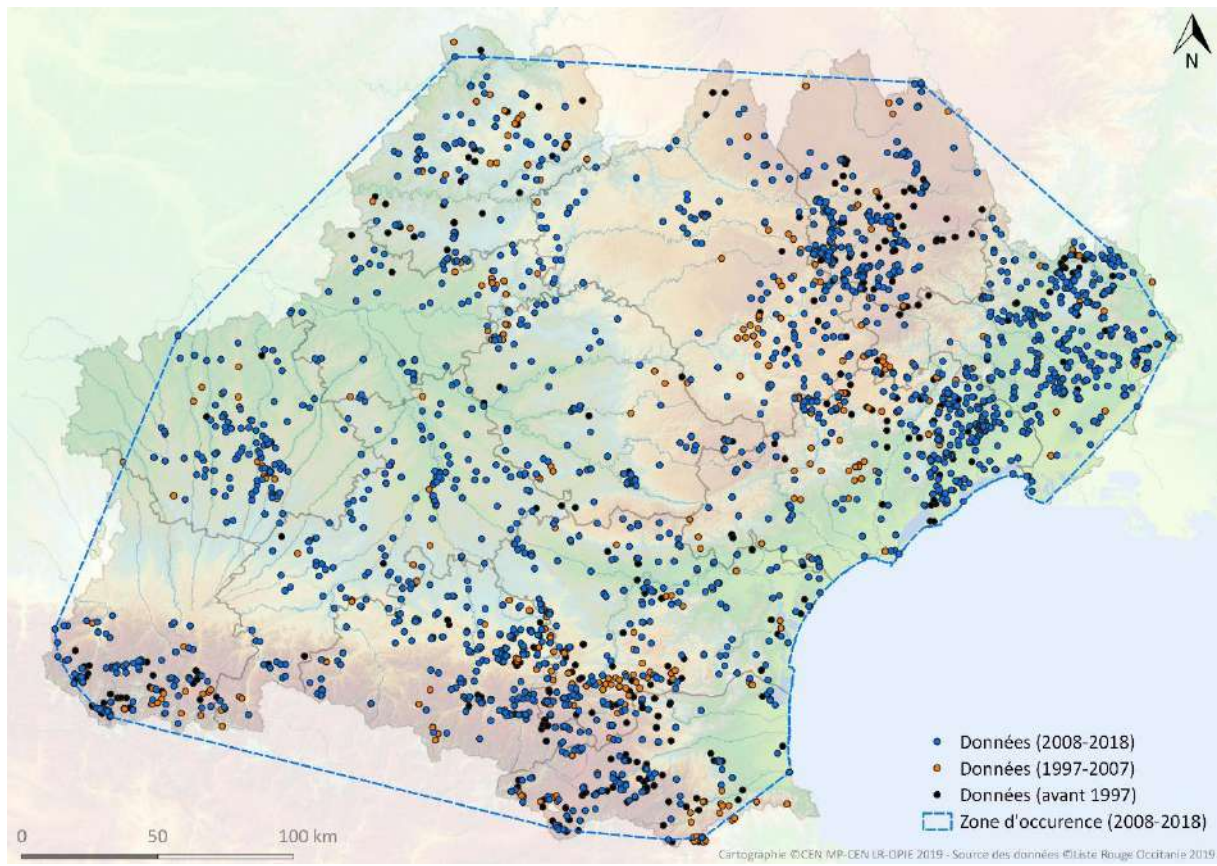 N
Données (2008-2018)
Données (1997-2007)
Données (avant 1997)
Zone d'occurence (2008-2018)
0 50 100 km
Cartographie ©CEN MP-CEN LR-OPIE 2019 - Source des données ©Liste Rouge Occitanie 2019